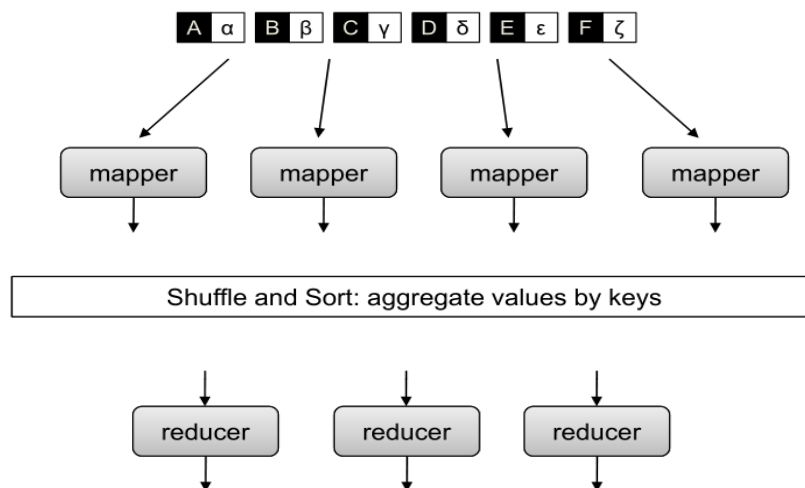 A α B β C γ D δ E ε F ζ
mapper mapper mapper mapper
Shuffle and Sort: aggregate values by keys
reducer reducer reducer